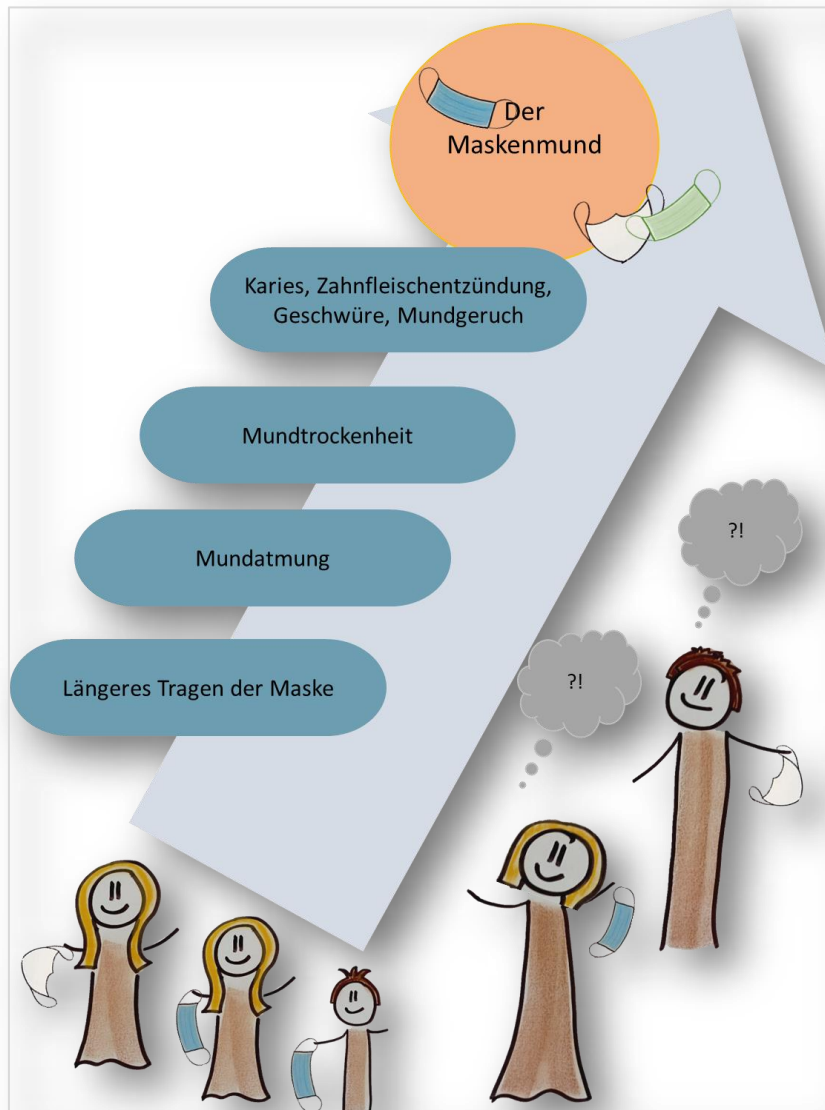 Der
Maskenmund
Karies, Zahnfleischentzündung,
Geschwüre, Mundgeruch
Mundtrockenheit
Mundatmung
Längeres Tragen der Maske
?!
?!